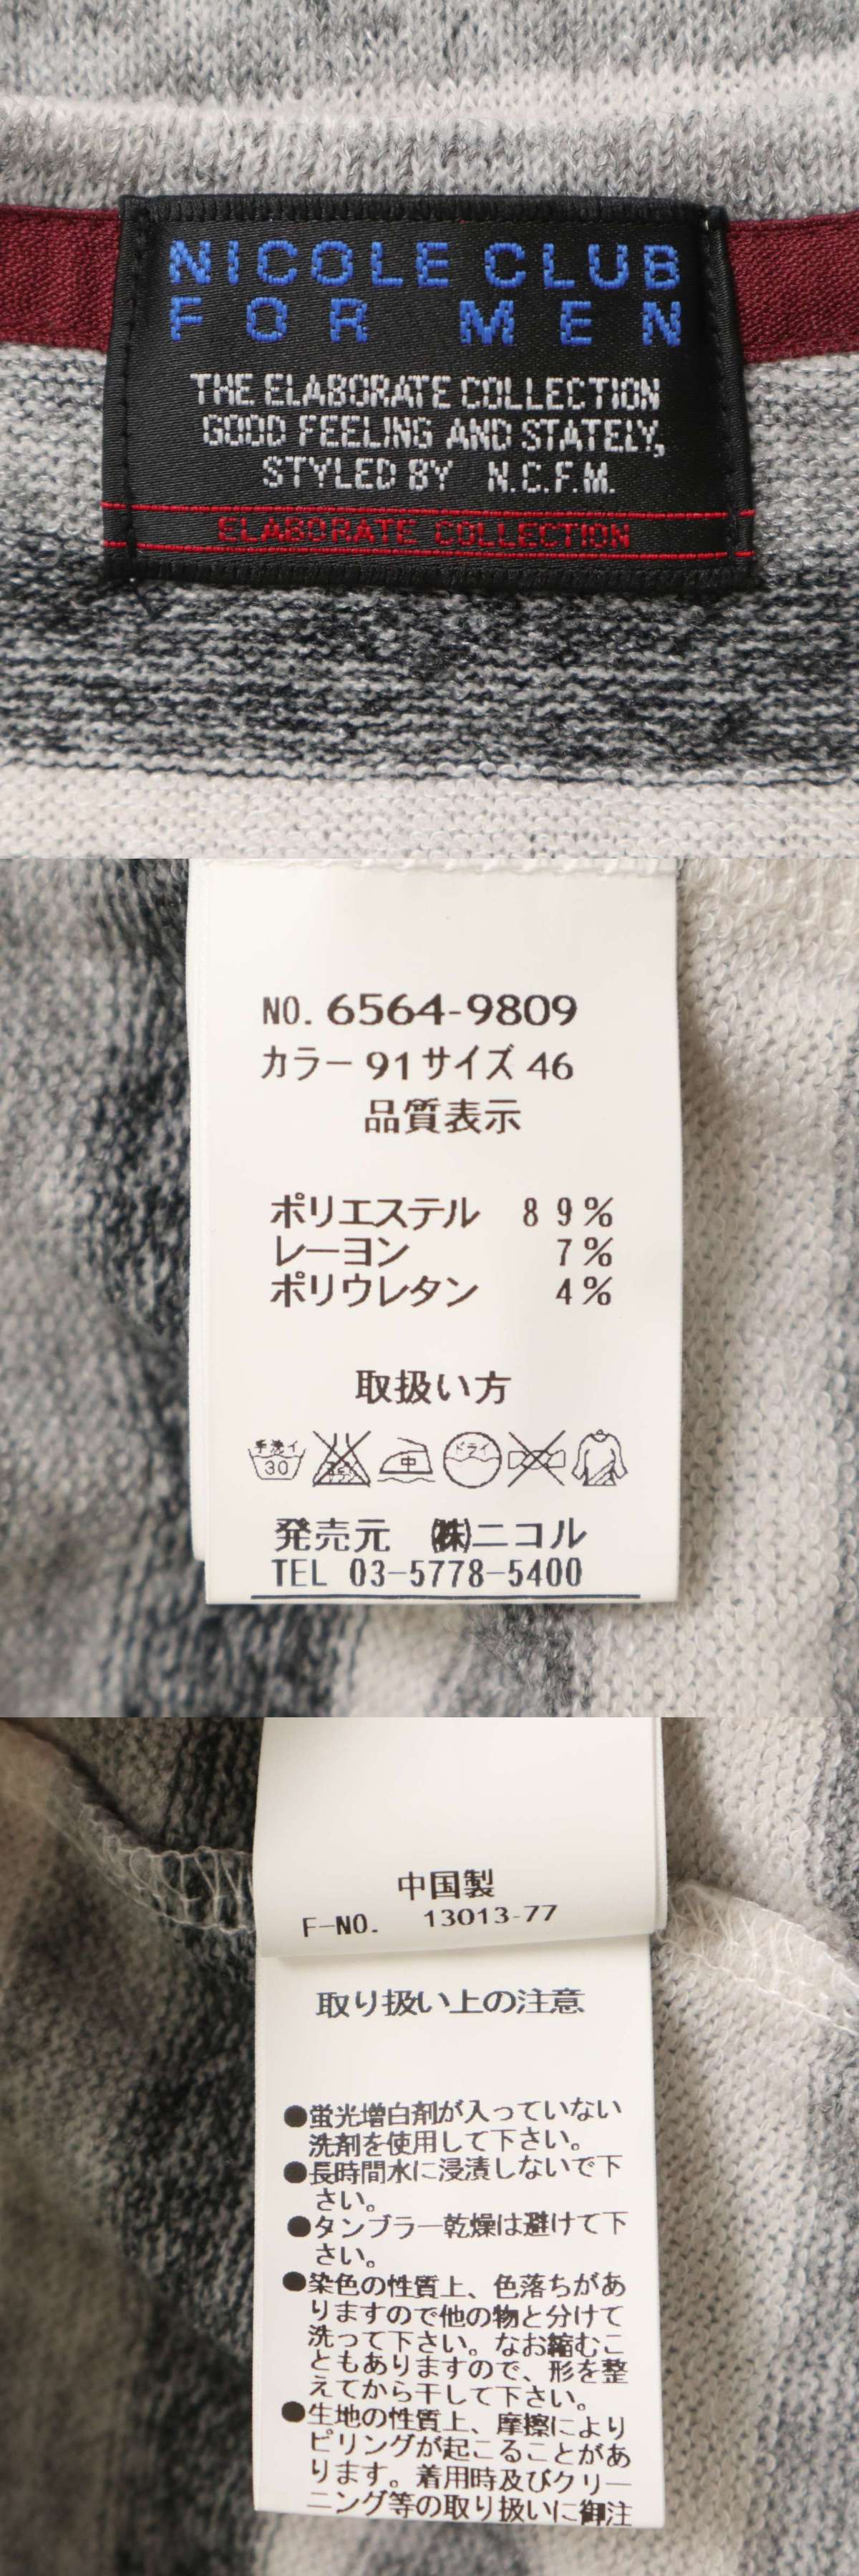 NICOLE CLUB
FOR MEN
THE ELABORATE COLLECTION
GOOD FEELING AND STATELY,
STYLED BY N.C.F.M.
ELABORATE COLLECTION
NO. 6564-9809
カラー 91 サイズ 46
品質表示
ポリエステル 89%
レーヨン 7%
ポリウレタン 4%
取扱い方
手洗イ 30 中 ドライ
発売元 ㈱ニコル
TEL 03-5778-5400
中国製
F-NO. 13013-77
取り扱い上の注意
●蛍光増白剤が入っていない
洗剤を使用して下さい。
●長時間水に浸漬しないで下
さい。
●タンブラー乾燥は避けて下
さい。
●染色の性質上、色落ちがあ
りますので他の物と分けて
洗って下さい。なお縮むこ
ともありますので、形を整
えてから干して下さい。
●生地の性質上、摩擦により
ピリングが起こることがあ
ります。着用時及びクリー
ニング等の取り扱いに御注